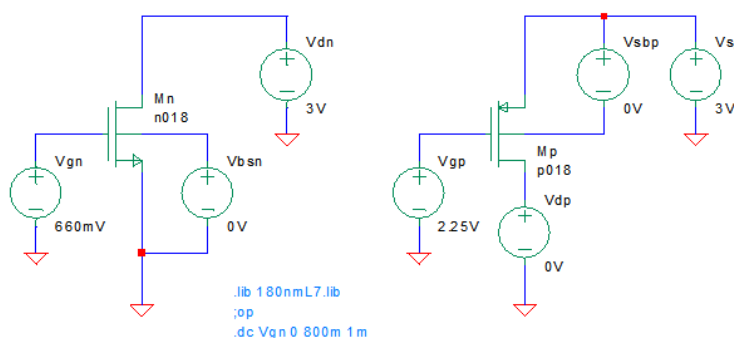 Vdn
3V
Mn
n018
Vgn
660mV
Vbsn
0V
.lib 180nmL7.lib
;op
.dc Vgn 0 800m 1m
Vsbp
0V
Vs
3V
Vgp
2.25V
Mp
p018
Vdp
0V